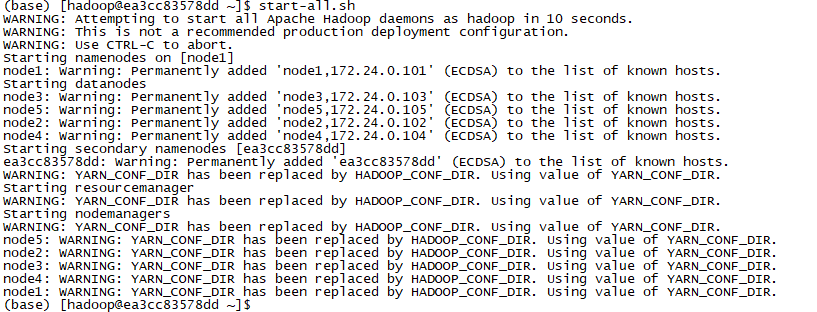 (base) [hadoop@ea3cc83578dd ~]$ start-all.sh
WARNING: Attempting to start all Apache Hadoop daemons as hadoop in 10 seconds.
WARNING: This is not a recommended production deployment configuration.
WARNING: Use CTRL-C to abort.
Starting namenodes on [node1]
node1: Warning: Permanently added 'node1,172.24.0.101' (ECDSA) to the list of known hosts.
Starting datanodes
node3: Warning: Permanently added 'node3,172.24.0.103' (ECDSA) to the list of known hosts.
node5: Warning: Permanently added 'node5,172.24.0.105' (ECDSA) to the list of known hosts.
node2: Warning: Permanently added 'node2,172.24.0.102' (ECDSA) to the list of known hosts.
node4: Warning: Permanently added 'node4,172.24.0.104' (ECDSA) to the list of known hosts.
Starting secondary namenodes [ea3cc83578dd]
ea3cc83578dd: Warning: Permanently added 'ea3cc83578dd' (ECDSA) to the list of known hosts.
WARNING: YARN_CONF_DIR has been replaced by HADOOP_CONF_DIR. Using value of YARN_CONF_DIR.
Starting resourcemanager
WARNING: YARN_CONF_DIR has been replaced by HADOOP_CONF_DIR. Using value of YARN_CONF_DIR.
Starting nodemanagers
WARNING: YARN_CONF_DIR has been replaced by HADOOP_CONF_DIR. Using value of YARN_CONF_DIR.
node5: WARNING: YARN_CONF_DIR has been replaced by HADOOP_CONF_DIR. Using value of YARN_CONF_DIR.
node2: WARNING: YARN_CONF_DIR has been replaced by HADOOP_CONF_DIR. Using value of YARN_CONF_DIR.
node3: WARNING: YARN_CONF_DIR has been replaced by HADOOP_CONF_DIR. Using value of YARN_CONF_DIR.
node4: WARNING: YARN_CONF_DIR has been replaced by HADOOP_CONF_DIR. Using value of YARN_CONF_DIR.
node1: WARNING: YARN_CONF_DIR has been replaced by HADOOP_CONF_DIR. Using value of YARN_CONF_DIR.
(base) [hadoop@ea3cc83578dd ~]$